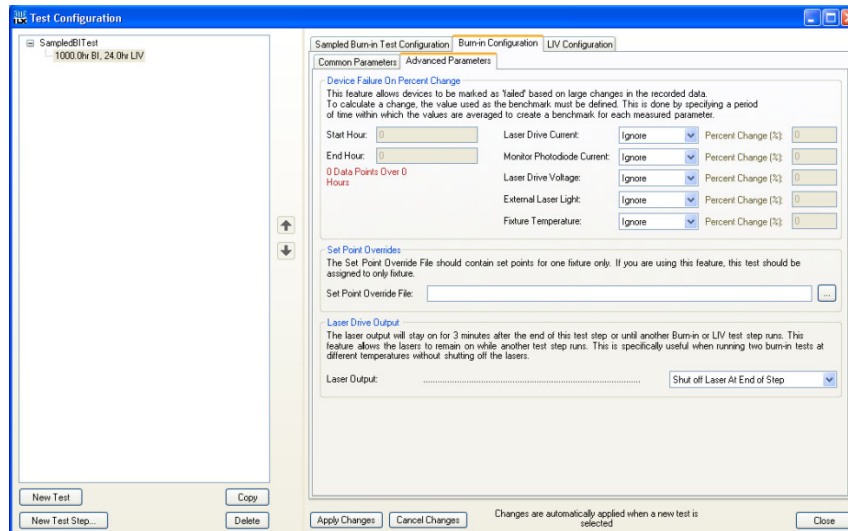 Test Configuration
SampledBITest
1000.0hr BI, 24.0hr LIV
New Test
Copy
New Test Step...
Delete
Sampled Burn-in Test Configuration
Burn-in Configuration
LIV Configuration
Common Parameters
Advanced Parameters
Device Failure On Percent Change
This feature allows devices to be marked as 'failed' based on large changes in the recorded data.
To calculate a change, the value used as the benchmark must be defined. This is done by specifying a period
of time within which the values are averaged to create a benchmark for each measured parameter.
Start Hour: 0
Laser Drive Current: Ignore Percent Change (%): 0
End Hour: 0
Monitor Photodiode Current: Ignore Percent Change (%): 0
0 Data Points Over 0
Hours
Laser Drive Voltage: Ignore Percent Change (%): 0
External Laser Light: Ignore Percent Change (%): 0
Fixture Temperature: Ignore Percent Change (%): 0
Set Point Overrides
The Set Point Override File should contain set points for one fixture only. If you are using this feature, this test should be
assigned to only fixture.
Set Point Override File:
...
Laser Drive Output
The laser output will stay on for 3 minutes after the end of this test step or until another Burn-in or LIV test step runs. This
feature allows the lasers to remain on while another test step runs. This is specifically useful when running two burn-in tests at
different temperatures without shutting off the lasers.
Laser Output: ........................................................................................ Shut off Laser At End of Step
Apply Changes
Cancel Changes
Changes are automatically applied when a new test is
selected
Close